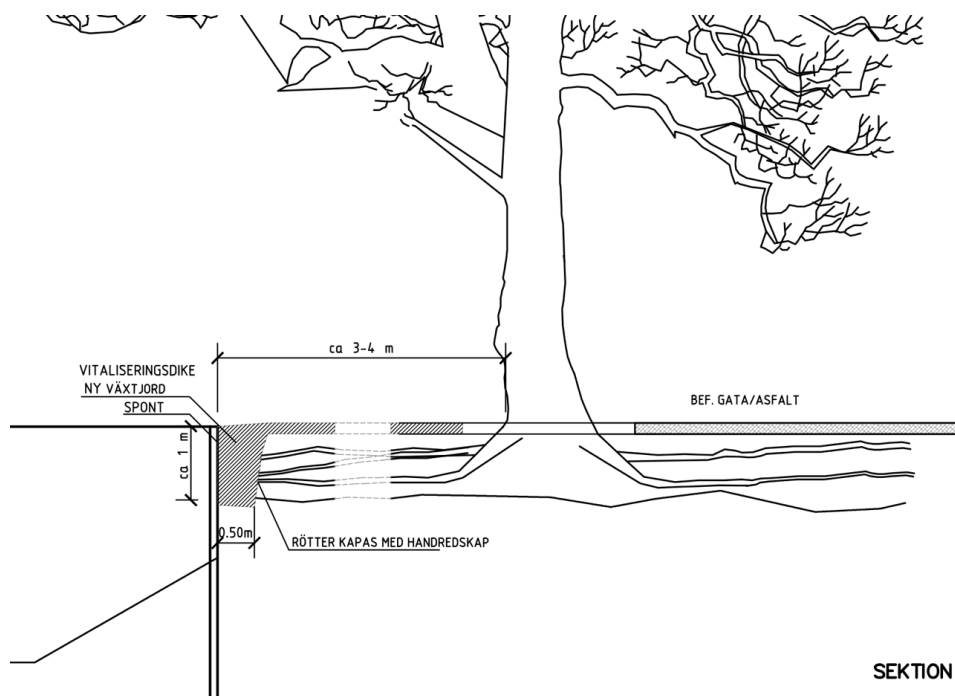 ca 3-4 m
VITALISERINGSDIKE
NY VÄXTJORD
SPONT
BEF. GATA/ASFALT
ca 1 m
0.50m
RÖTTER KAPAS MED HANDREDSKAP
SEKTION